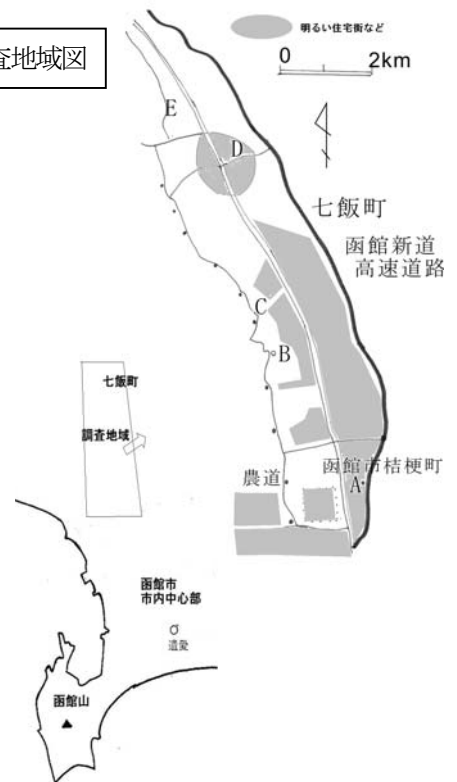 査地域図
明るい住宅街など
0 2km
E
D
七飯町
函館新道
高速道路
C
B
七飯町
調査地域
農道
函館市桔梗町
A
函館市
市内中心部
遺愛
函館山